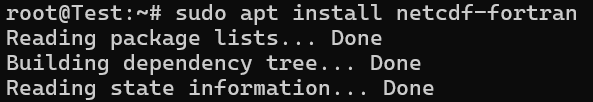 root@Test:~# sudo apt install netcdf-fortran
Reading package lists... Done
Building dependency tree... Done
Reading state information... Done